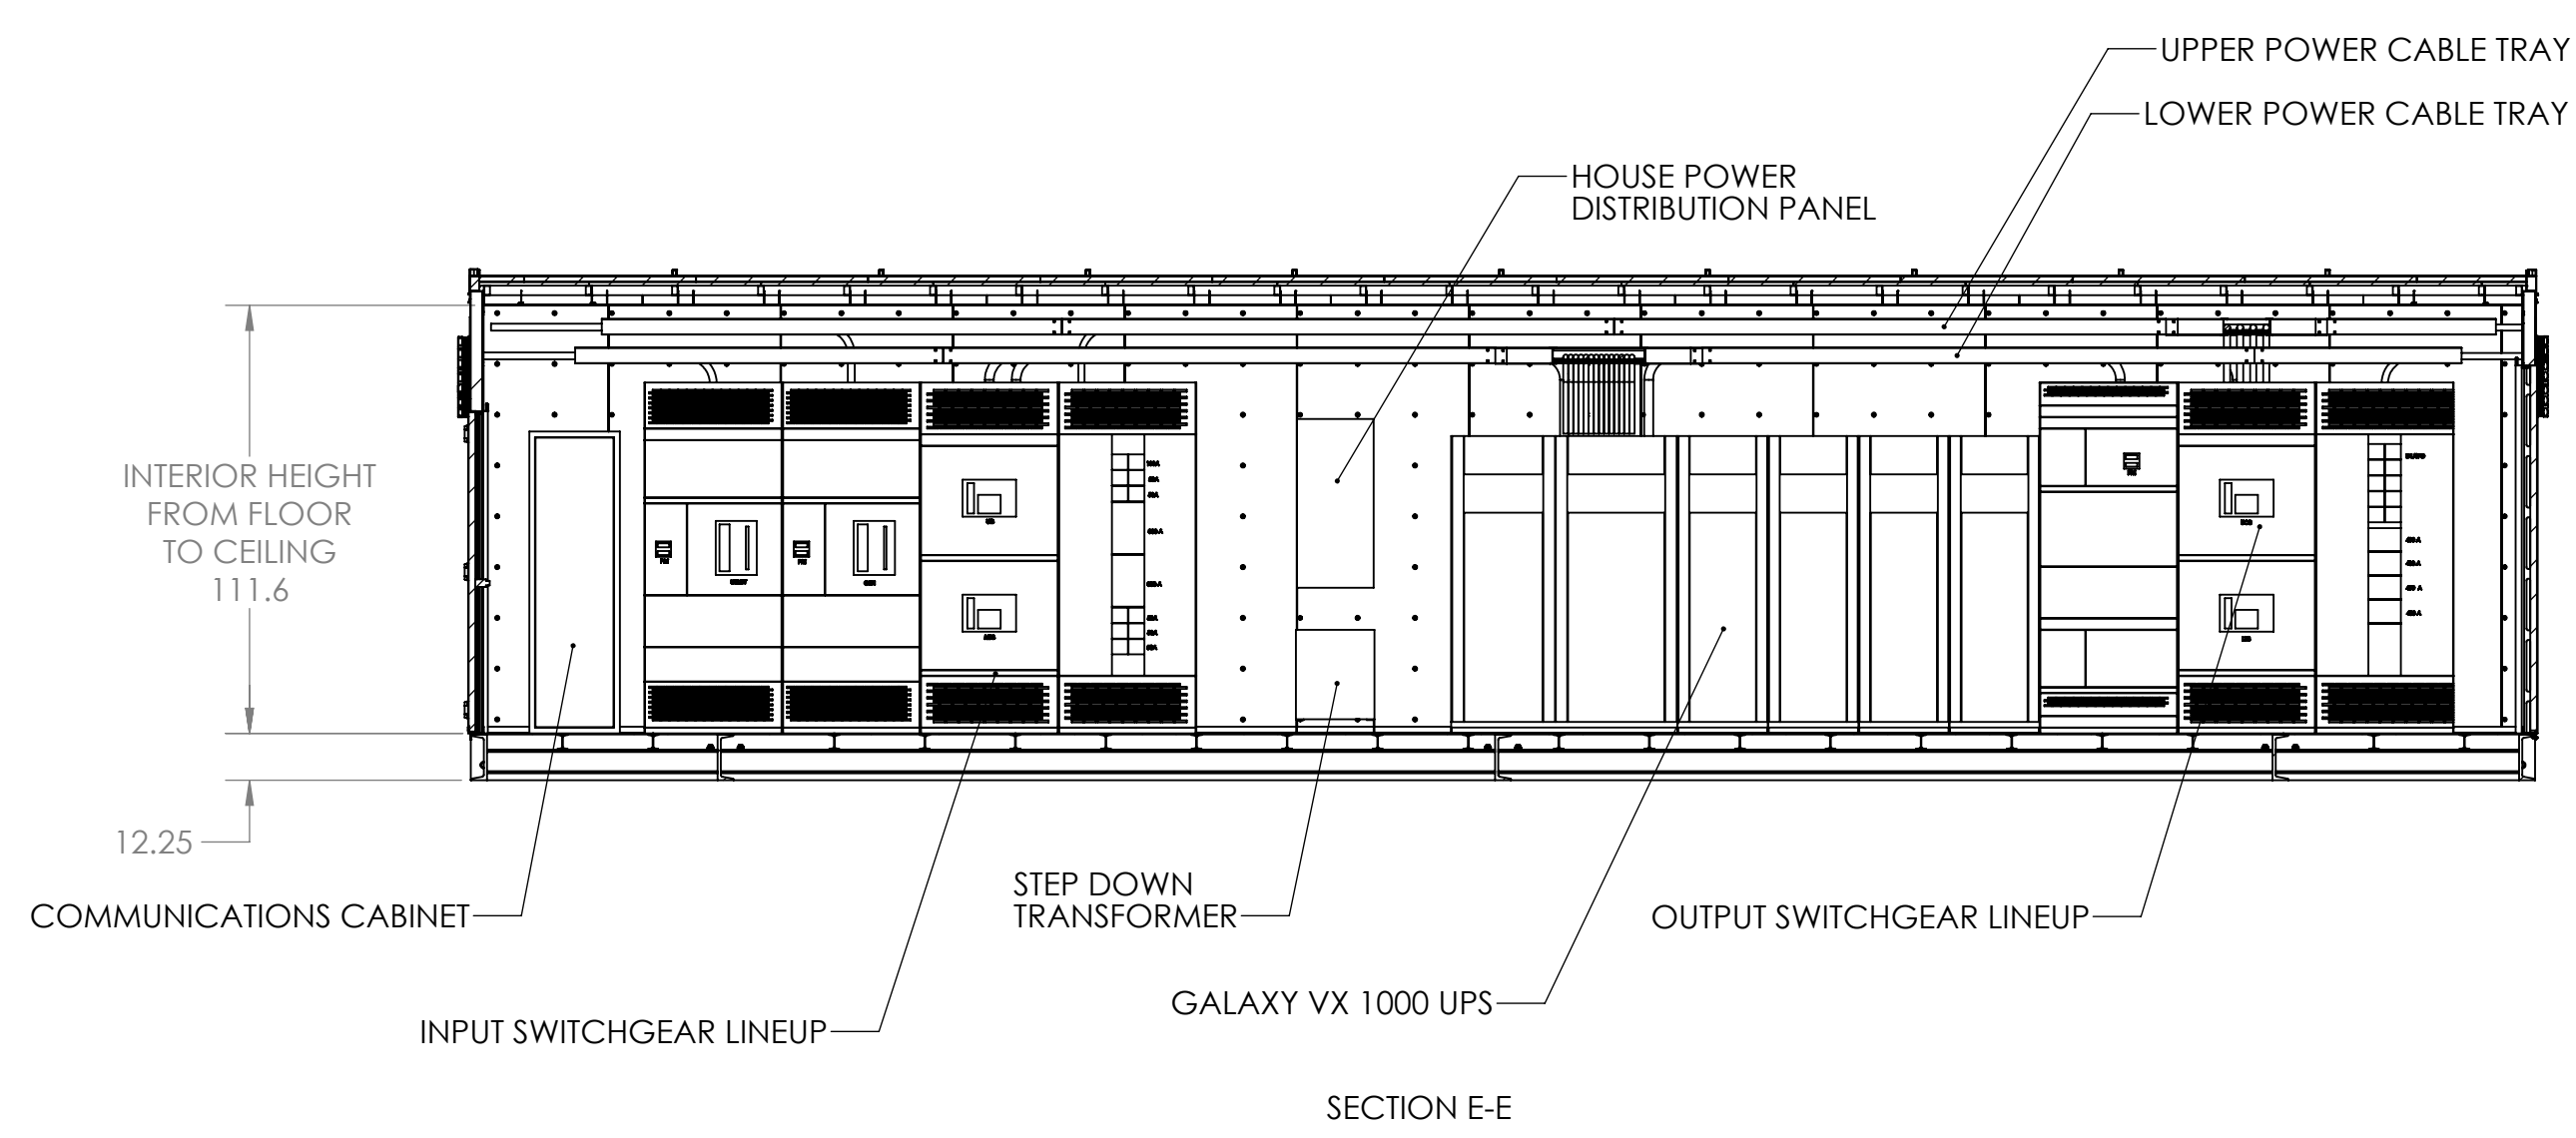 UPPER POWER CABLE TRAY
LOWER POWER CABLE TRAY
HOUSE POWER
DISTRIBUTION PANEL
INTERIOR HEIGHT
FROM FLOOR
TO CEILING
111.6
12.25
COMMUNICATIONS CABINET
STEP DOWN
TRANSFORMER
OUTPUT SWITCHGEAR LINEUP
GALAXY VX 1000 UPS
INPUT SWITCHGEAR LINEUP
SECTION E-E